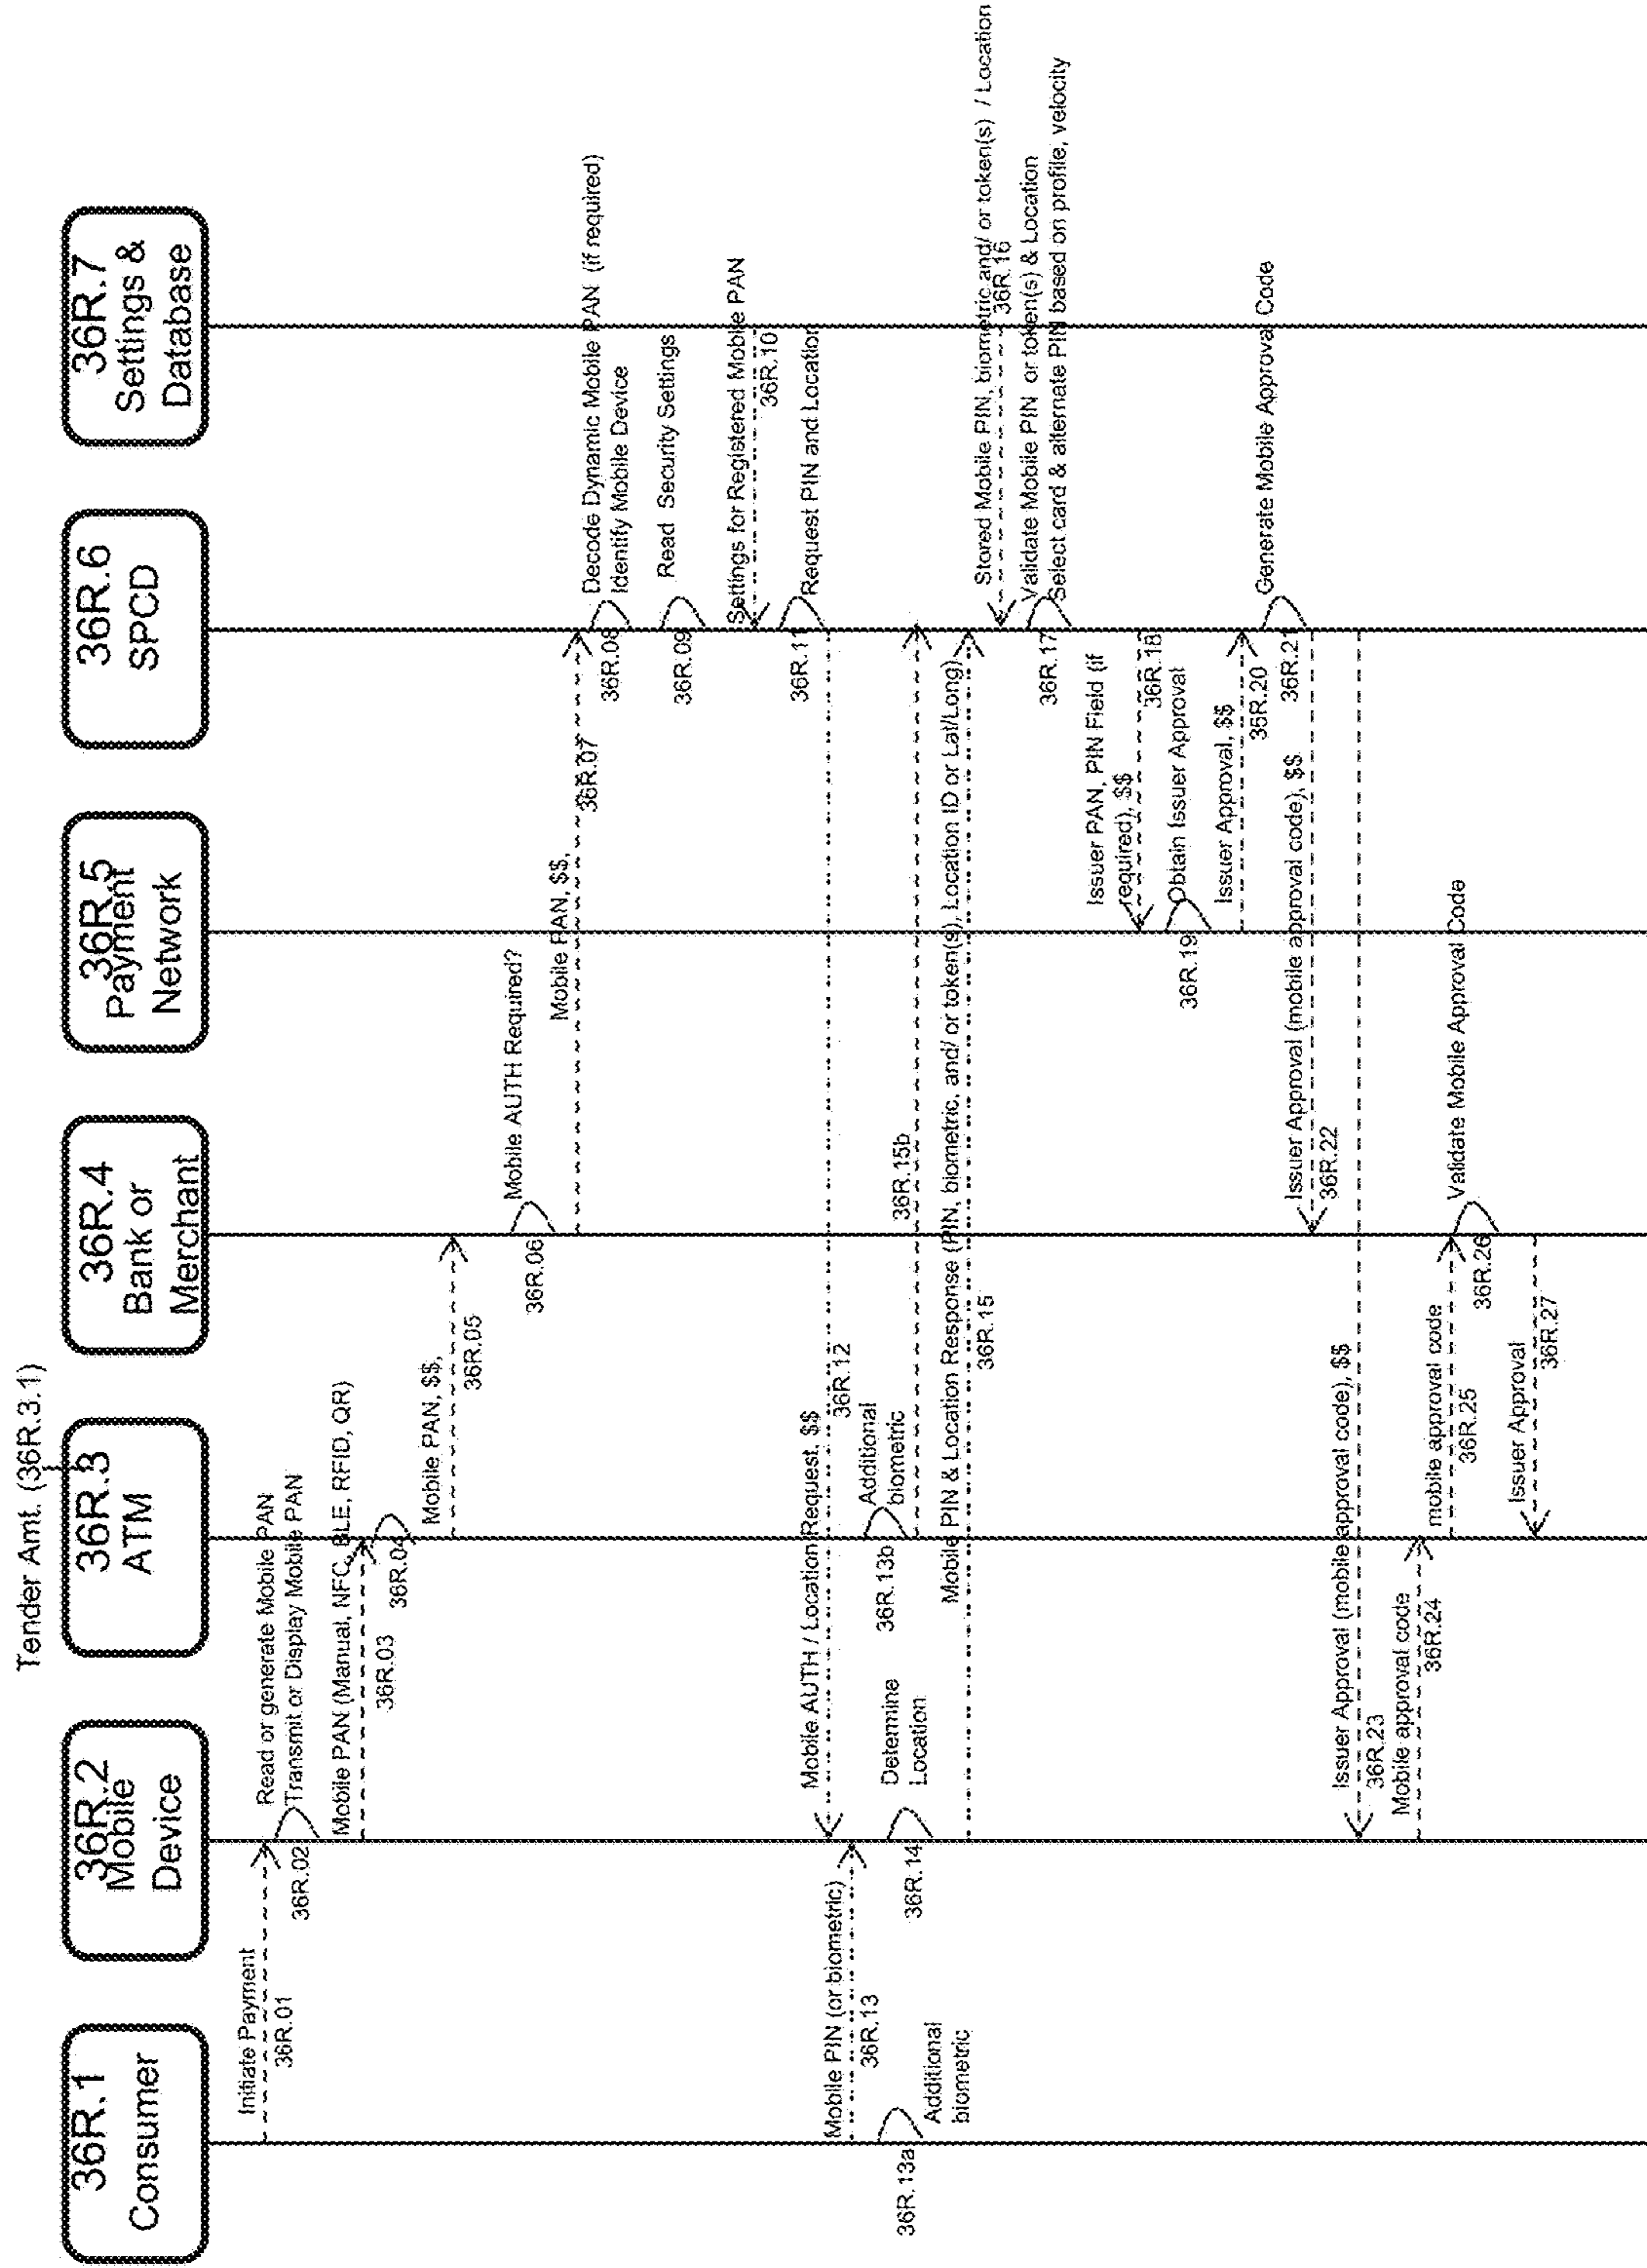 Tender Amt. (36R.3.1)
36R.1
Consumer
36R.2
Mobile
Device
36R.3
ATM
36R.4
Bank or
Merchant
36R.5
Payment
Network
36R.6
SPCD
36R.7
Settings &
Database
Initiate Payment
36R.01
Read or generate Mobile PAN
Transmit or Display Mobile PAN
36R.02
Mobile PAN (Manual, NFC, BLE, RFID, QR)
36R.03
36R.04
Mobile PAN, $$,
36R.05
Mobile AUTH Required?
36R.06
Mobile PAN, $$,
36R.07
Decode Dynamic Mobile PAN (if required)
Identify Mobile Device
36R.08
Read Security Settings
36R.09
Settings for Registered Mobile PAN
36R.10
Request PIN and Location
36R.11
Mobile AUTH / Location Request, $$
36R.12
Mobile PIN (or biometric)
36R.13
36R.13a
Additional
biometric
Additional
biometric
36R.13b
Determine
Location
36R.14
36R.15b
Mobile PIN & Location Response (PIN, biometric, and/ or token(s), Location ID or Lat/Long)
36R.15
Stored Mobile PIN, biometric and/ or token(s) / Location
36R.16
Validate Mobile PIN or token(s) & Location
Select card & alternate PIN based on profile, velocity
36R.17
Issuer PAN, PIN Field (if
required), $$
36R.18
Obtain Issuer Approval
36R.19
Issuer Approval, $$
36R.20
Generate Mobile Approval Code
36R.21
Issuer Approval (mobile approval code), $$
36R.22
Issuer Approval (mobile approval code), $$
36R.23
Mobile approval code
36R.24
mobile approval code
36R.25
Validate Mobile Approval Code
36R.26
Issuer Approval
36R.27